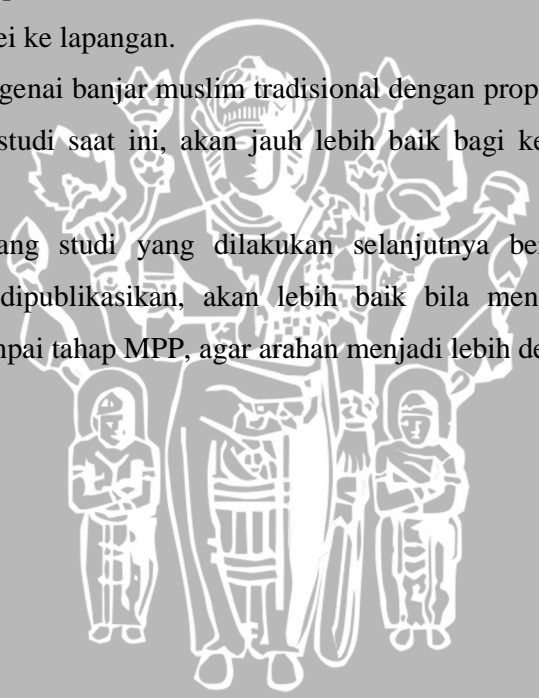 ei ke lapangan.
genai banjar muslim tradisional dengan prop
studi saat ini, akan jauh lebih baik bagi ke
ang studi yang dilakukan selanjutnya be
dipublikasikan, akan lebih baik bila men
npai tahap MPP, agar arahan menjadi lebih de